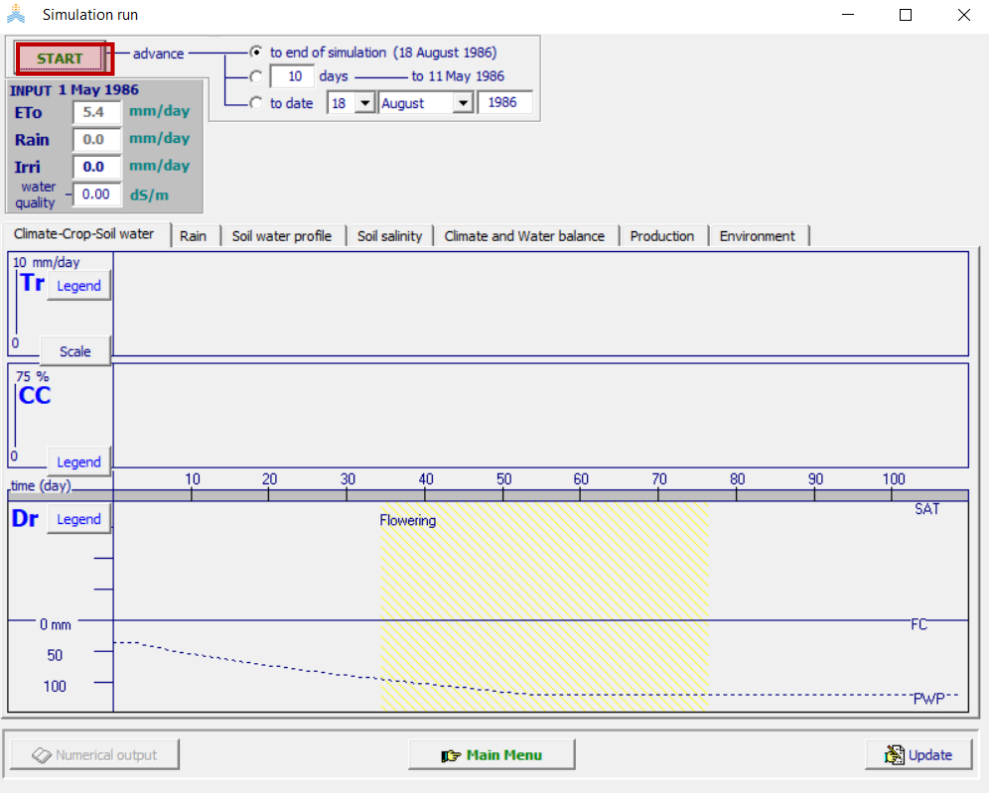 Simulation run
START
advance
to end of simulation (18 August 1986)
10 days to 11 May 1986
to date 18 August 1986
INPUT 1 May 1986
ETo 5.4 mm/day
Rain 0.0 mm/day
Irri 0.0 mm/day
water quality 0.00 dS/m
Climate-Crop-Soil water Rain Soil water profile Soil salinity Climate and Water balance Production Environment
10 mm/day
Tr Legend
0
Scale
75 %
CC
0
Legend
time (day) 10 20 30 40 50 60 70 80 90 100
Dr Legend
Flowering
SAT
0 mm
FC
50
100
PWP
Numerical output Main Menu Update